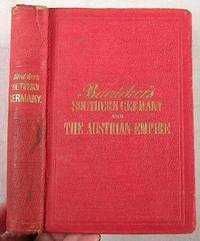 Baedeker's
SOUTHERN
GERMANY.
Baedeker's
SOUTHERN GERMANY
AND
THE AUSTRIAN EMPIRE